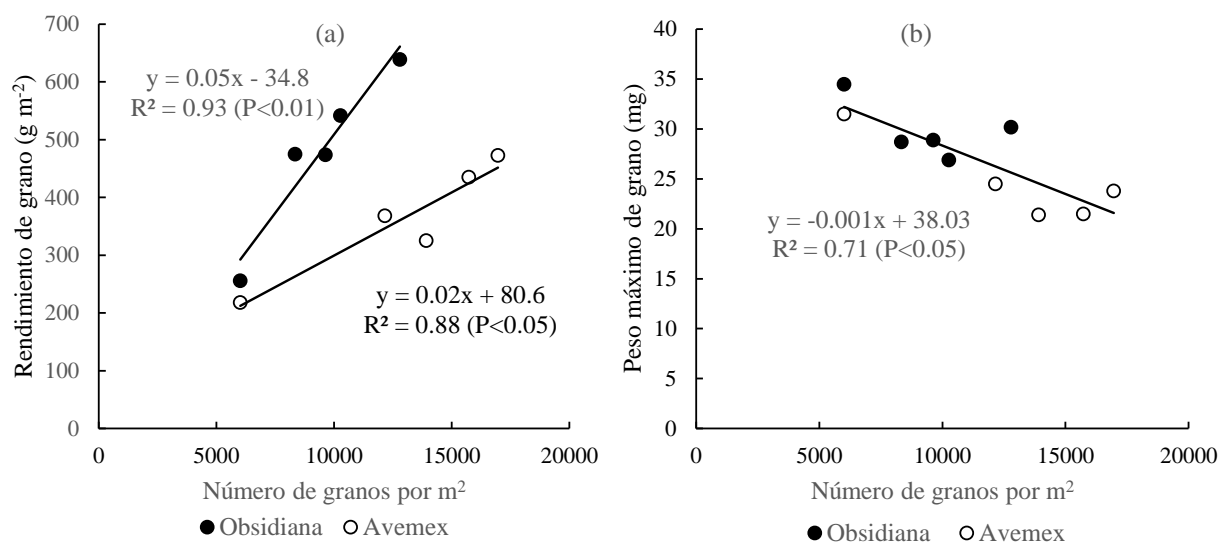 (a)
y = 0.05x - 34.8
R² = 0.93 (P<0.01)
y = 0.02x + 80.6
R² = 0.88 (P<0.05)
Rendimiento de grano (g m⁻²)
700
600
500
400
300
200
100
0
0 5000 10000 15000 20000
Número de granos por m²
Obsidiana Avemex
(b)
y = -0.001x + 38.03
R² = 0.71 (P<0.05)
Peso máximo de grano (mg)
40
35
30
25
20
15
10
5
0
0 5000 10000 15000 20000
Número de granos por m²
Obsidiana Avemex